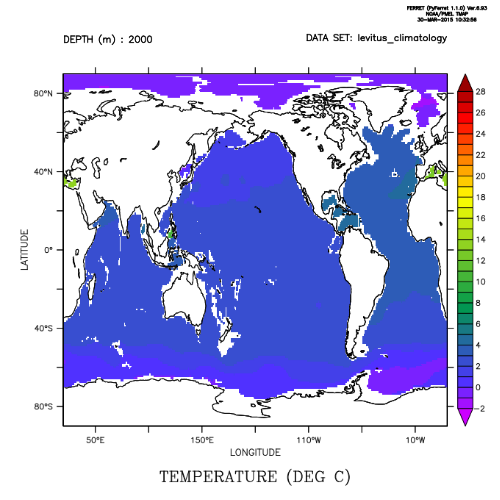 FERRET (PyFerret 1.1.0) Ver.6.93
NOAA/PMEL TMAP
30-MAR-2015 10:32:58
DEPTH (m) : 2000
DATA SET: levitus_climatology
80°N
40°N
0°
40°S
80°S
LATITUDE
50°E
150°E
110°W
10°W
LONGITUDE
28
26
24
22
20
18
16
14
12
10
8
6
4
2
0
-2
TEMPERATURE (DEG C)